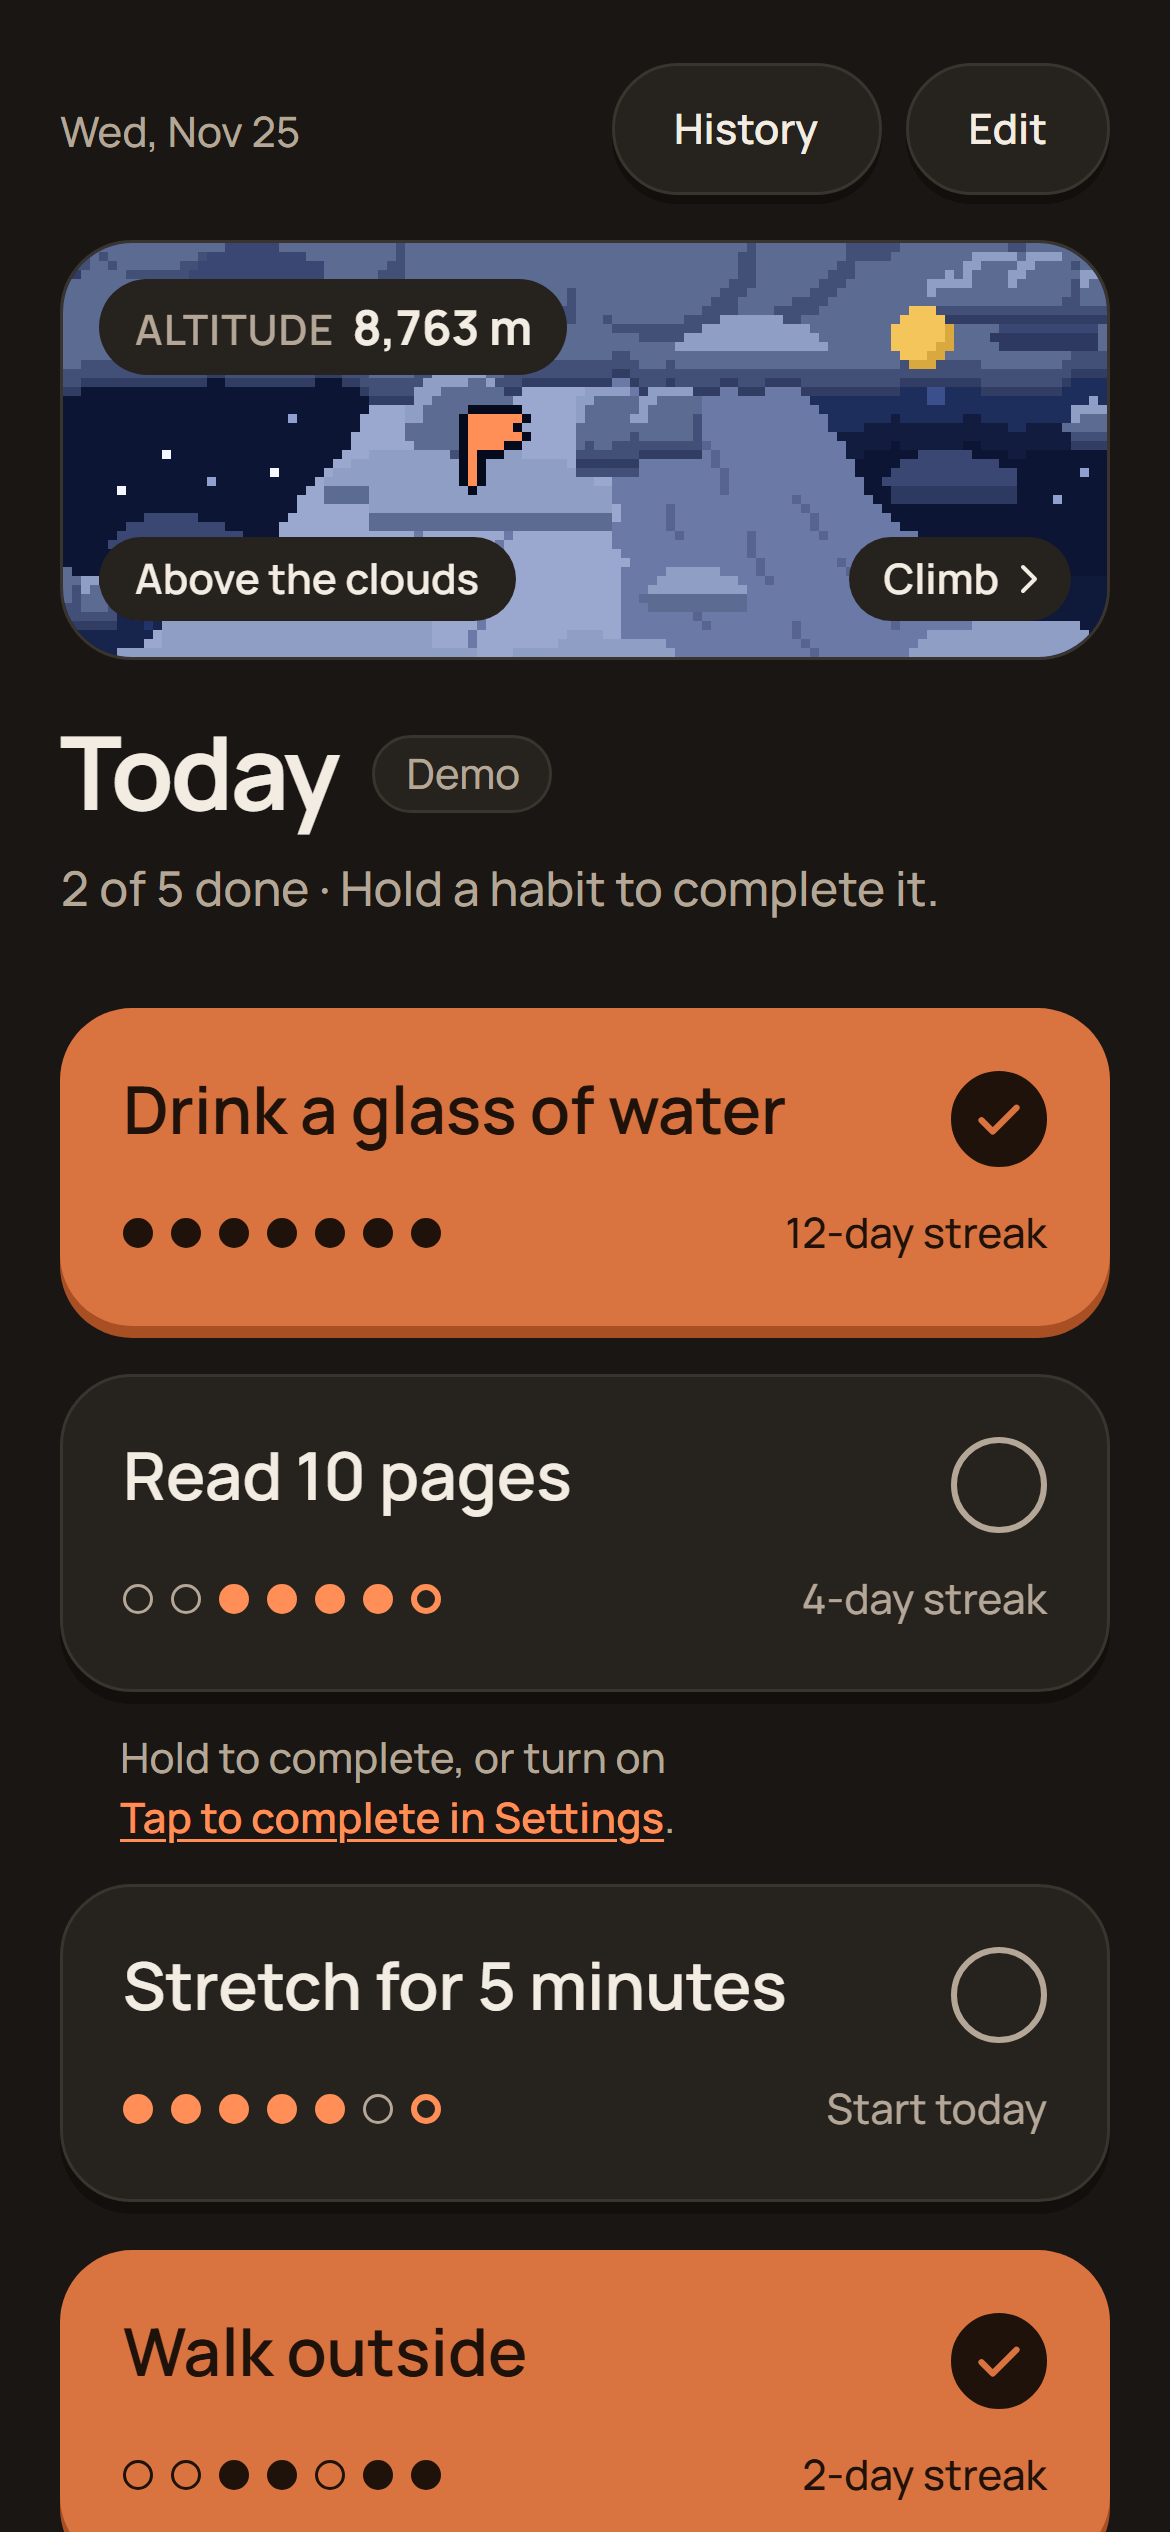 Wed, Nov 25
History
Edit
ALTITUDE 8,763 m
Above the clouds
Climb
Today
Demo
2 of 5 done · Hold a habit to complete it.
Drink a glass of water
12-day streak
Read 10 pages
4-day streak
Hold to complete, or turn on
Tap to complete in Settings.
Stretch for 5 minutes
Start today
Walk outside
2-day streak